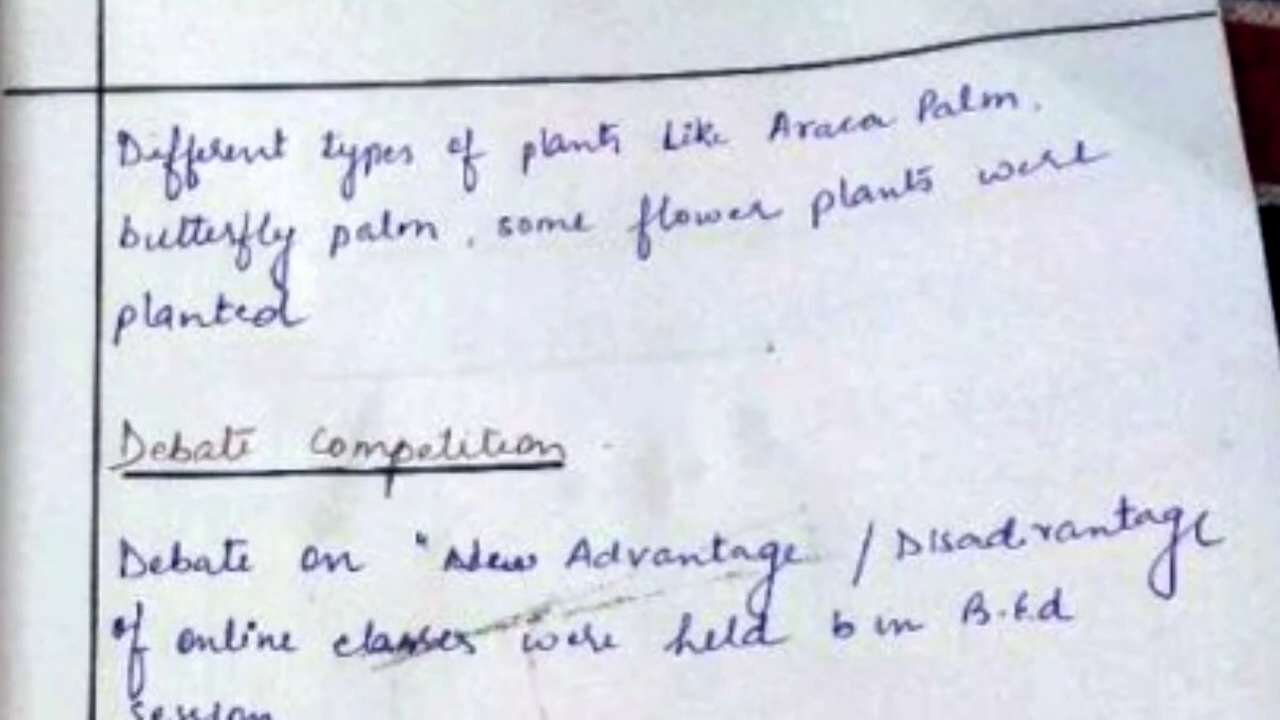 Different types of plants Like Araca Palm,
butterfly palm, some flower plants were
planted
Debate Competition
Debate on " Advantage / Disadvantage
of online classes were held in B.Ed
session